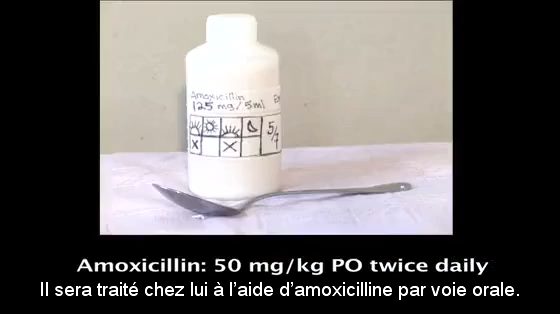 Amoxicillin
125 mg/5ml
5/7
X X
Amoxicillin: 50 mg/kg PO twice daily
Il sera traité chez lui à l'aide d'amoxicilline par voie orale.